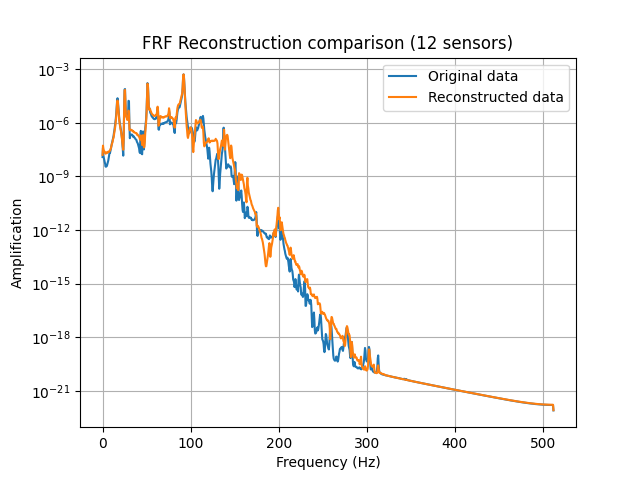 FRF Reconstruction comparison (12 sensors)
Original data
Reconstructed data
Amplification
10⁻³
10⁻⁶
10⁻⁹
10⁻¹²
10⁻¹⁵
10⁻¹⁸
10⁻²¹
0 100 200 300 400 500
Frequency (Hz)